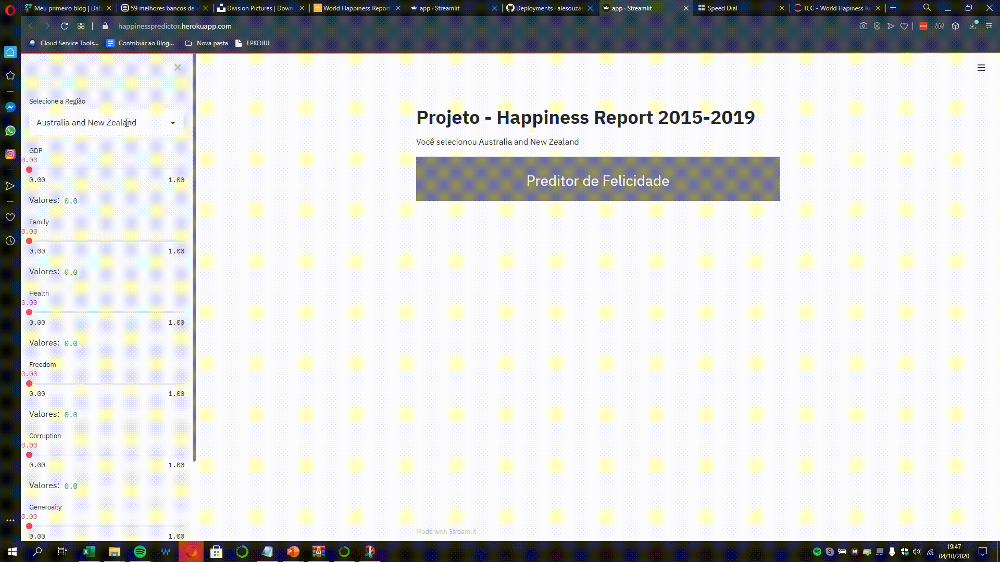 Meu primeiro blog | Dat
59 melhores bancos de i
Division Pictures | Downl
World Happiness Report
app · Streamlit
Deployments · alesouza
app · Streamlit
Speed Dial
TCC - World Hapiness Re
happinesspredictor.herokuapp.com
Cloud Service Tools...
Contribuir ao Blog...
Nova pasta
LPKOJIJJ
Selecione a Região
Australia and New Zealand
GDP
0.00
0.00 1.00
Valores: 0.0
Family
0.00
0.00 1.00
Valores: 0.0
Health
0.00
0.00 1.00
Valores: 0.0
Freedom
0.00
0.00 1.00
Valores: 0.0
Corruption
0.00
0.00 1.00
Valores: 0.0
Generosity
0.00
0.00 1.00
Projeto - Happiness Report 2015-2019
Você selecionou Australia and New Zealand
Preditor de Felicidade
Made with Streamlit
19:47
04/10/2020